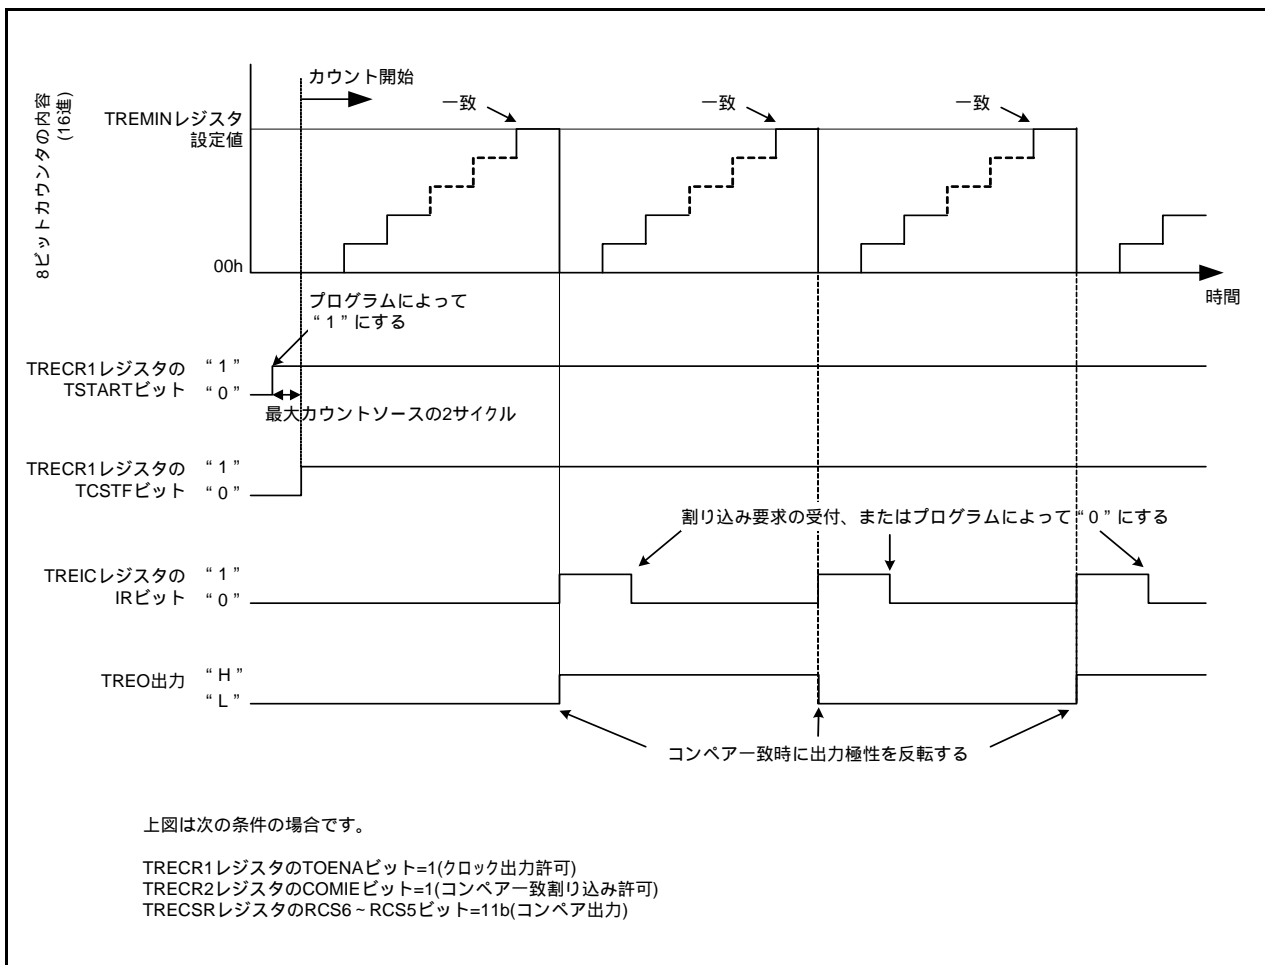 8ビットカウンタの内容
(16進)
カウント開始
一致
一致
一致
TREMINレジスタ
設定値
00h
時間
プログラムによって
“ 1 ” にする
TRECR1レジスタの
TSTARTビット
“ 1 ”
“ 0 ”
最大カウントソースの2サイクル
TRECR1レジスタの
TCSTFビット
“ 1 ”
“ 0 ”
割り込み要求の受付、またはプログラムによって “ 0 ” にする
TREICレジスタの
IRビット
“ 1 ”
“ 0 ”
TREO出力
“ H ”
“ L ”
コンペア一致時に出力極性を反転する
上図は次の条件の場合です。
TRECR1レジスタのTOENAビット=1(クロック出力許可)
TRECR2レジスタのCOMIEビット=1(コンペア一致割り込み許可)
TRECSRレジスタのRCS6 ~ RCS5ビット=11b(コンペア出力)